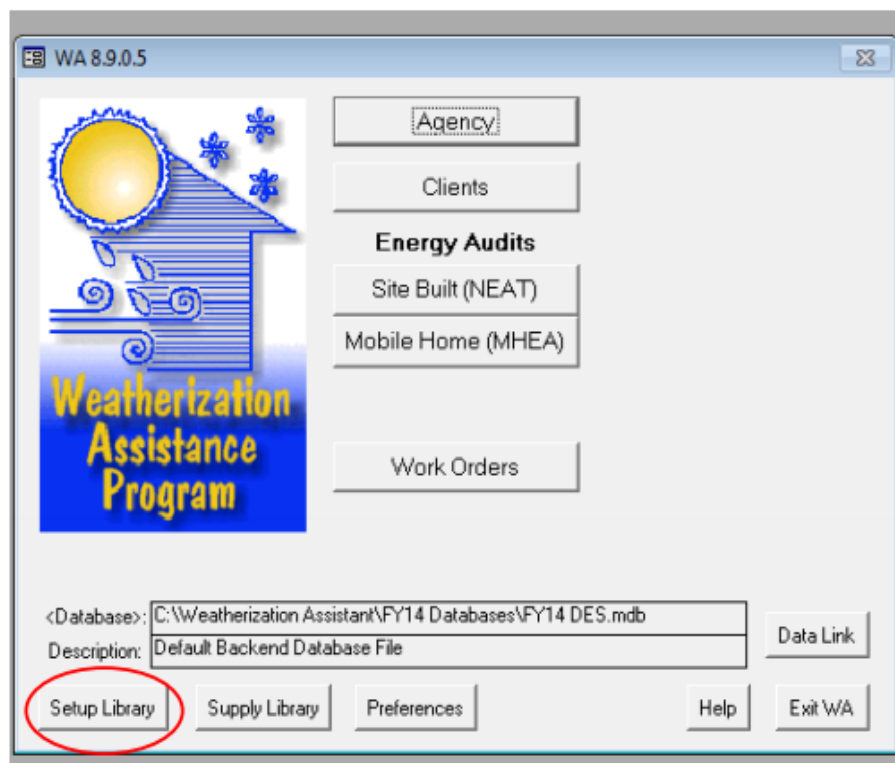 WA 8.9.0.5
Agency
Clients
Energy Audits
Site Built (NEAT)
Mobile Home (MHEA)
Weatherization
Assistance
Program
Work Orders
<Database>: C:\Weatherization Assistant\FY14 Databases\FY14 DES.mdb
Description: Default Backend Database File
Data Link
Setup Library Supply Library Preferences Help Exit WA